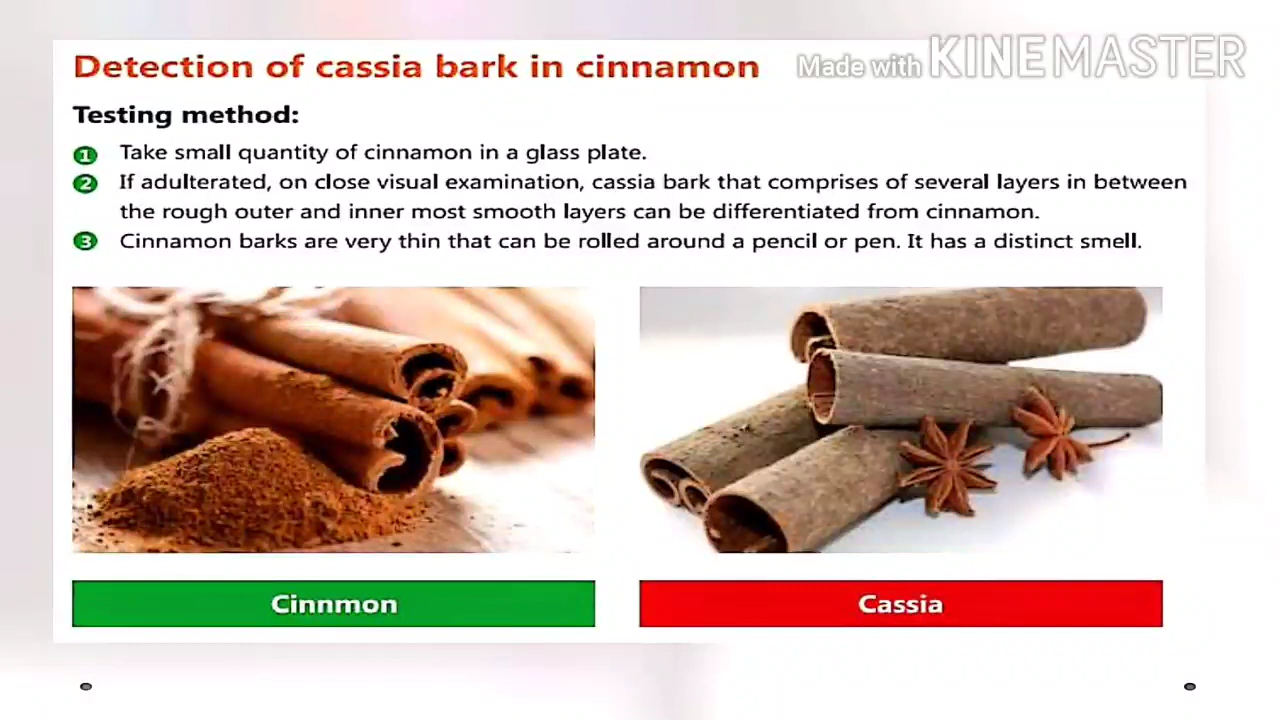 Detection of cassia bark in cinnamon
Made with KINEMASTER
Testing method:
1 Take small quantity of cinnamon in a glass plate.
2 If adulterated, on close visual examination, cassia bark that comprises of several layers in between
the rough outer and inner most smooth layers can be differentiated from cinnamon.
3 Cinnamon barks are very thin that can be rolled around a pencil or pen. It has a distinct smell.
Cinnmon
Cassia